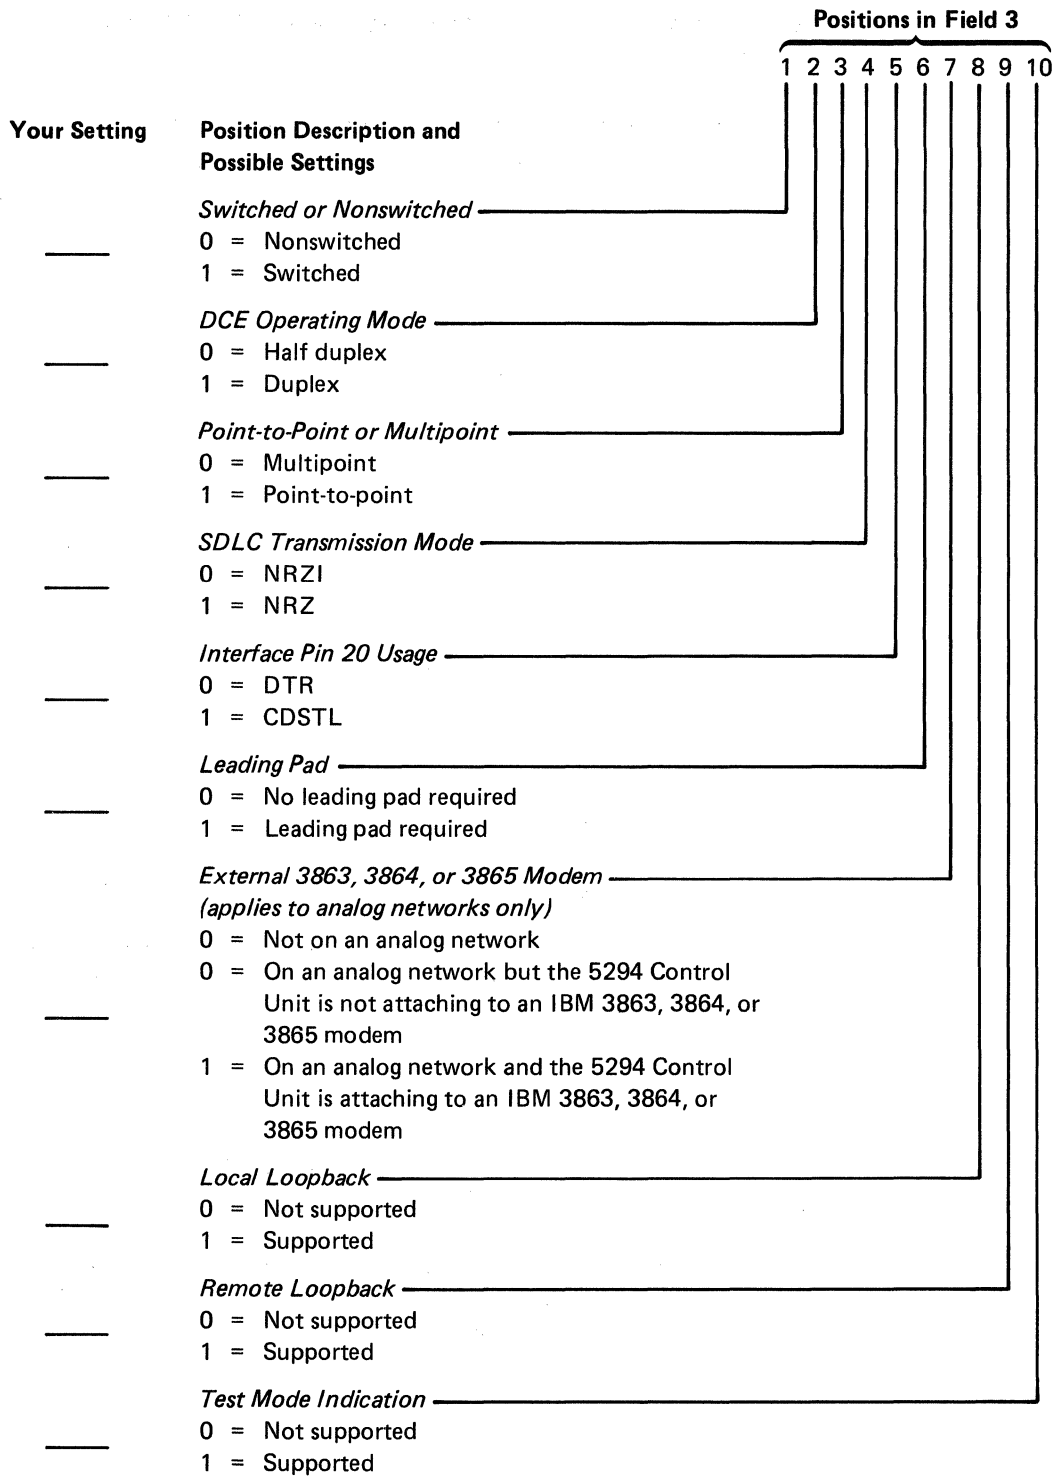 Positions in Field 3
1 2 3 4 5 6 7 8 9 10
Your Setting Position Description and
Possible Settings
Switched or Nonswitched
0 = Nonswitched
1 = Switched
DCE Operating Mode
0 = Half duplex
1 = Duplex
Point-to-Point or Multipoint
0 = Multipoint
1 = Point-to-point
SDLC Transmission Mode
0 = NRZI
1 = NRZ
Interface Pin 20 Usage
0 = DTR
1 = CDSTL
Leading Pad
0 = No leading pad required
1 = Leading pad required
External 3863, 3864, or 3865 Modem
(applies to analog networks only)
0 = Not on an analog network
0 = On an analog network but the 5294 Control
Unit is not attaching to an IBM 3863, 3864, or
3865 modem
1 = On an analog network and the 5294 Control
Unit is attaching to an IBM 3863, 3864, or
3865 modem
Local Loopback
0 = Not supported
1 = Supported
Remote Loopback
0 = Not supported
1 = Supported
Test Mode Indication
0 = Not supported
1 = Supported